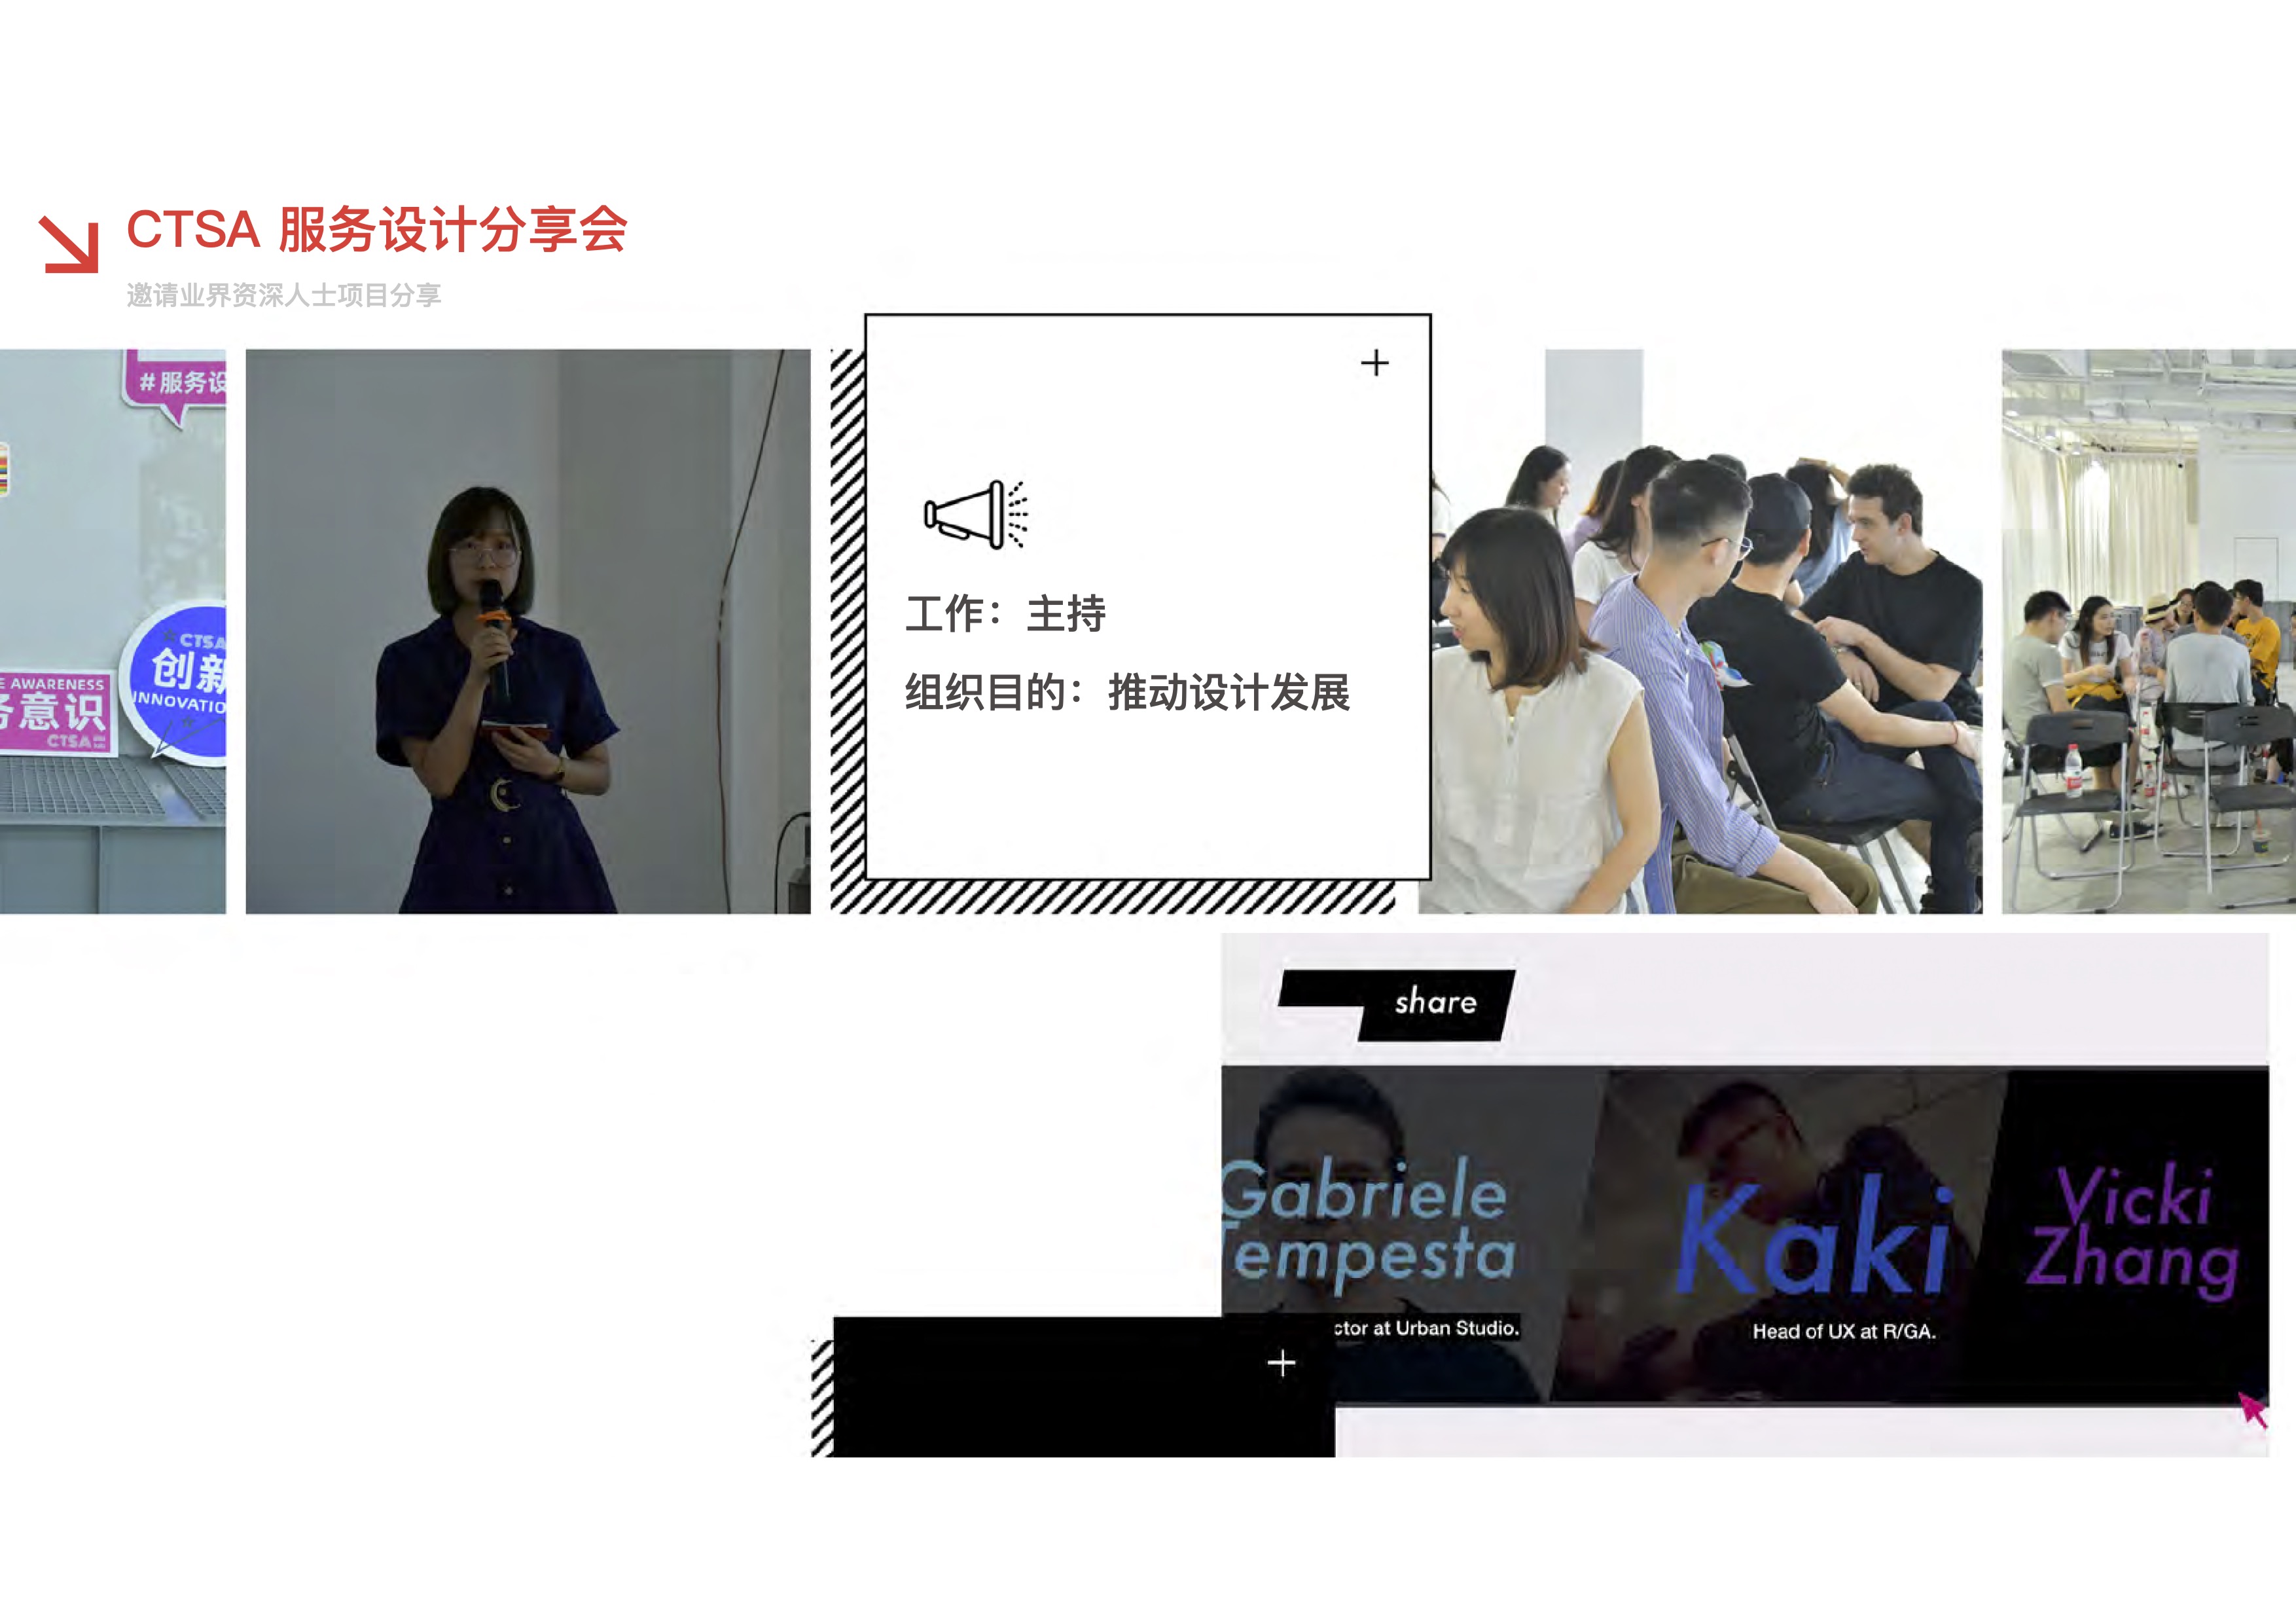 CTSA 服务设计分享会
邀请业界资深人士项目分享
#服务设
AWARENESS
务意识
CTSA
CTSA
创新
INNOVATIO
工作：主持
组织目的：推动设计发展
share
Gabriele
Tempesta
ctor at Urban Studio.
Kaki
Head of UX at R/GA.
Vicki
Zhang